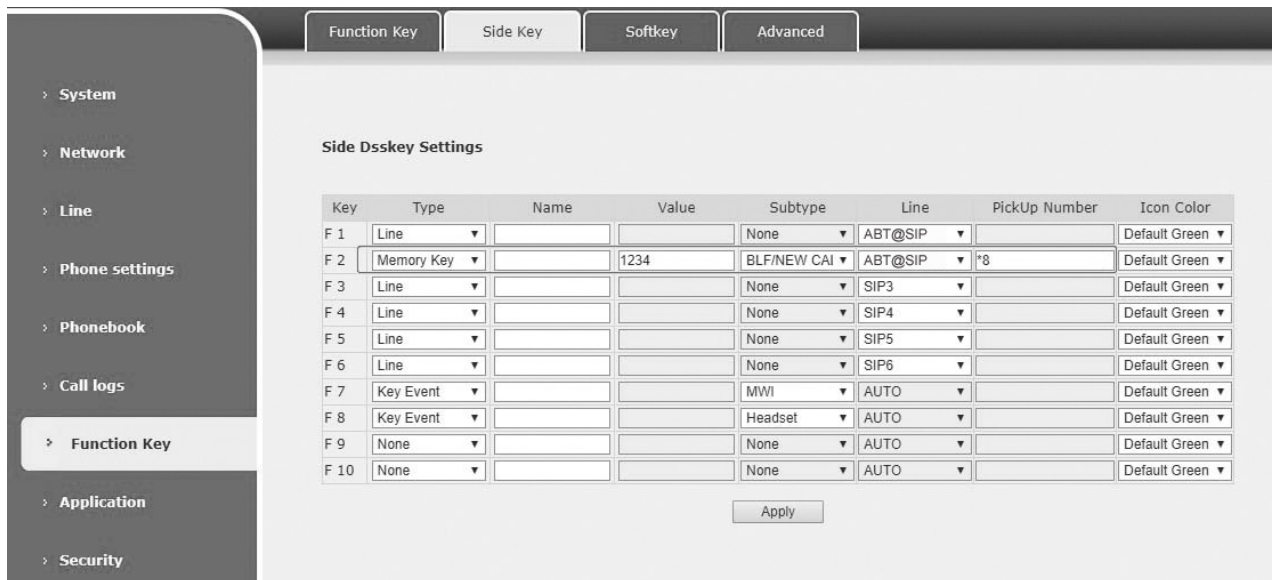 Function Key Side Key Softkey Advanced
System
Network
Line
Phone settings
Phonebook
Call logs
Function Key
Application
Security
Side Dsskey Settings
Key Type Name Value Subtype Line PickUp Number Icon Color
F 1 Line None ABT@SIP Default Green
F 2 Memory Key 1234 BLF/NEW CAL ABT@SIP *8 Default Green
F 3 Line None SIP3 Default Green
F 4 Line None SIP4 Default Green
F 5 Line None SIP5 Default Green
F 6 Line None SIP6 Default Green
F 7 Key Event MWI AUTO Default Green
F 8 Key Event Headset AUTO Default Green
F 9 None None AUTO Default Green
F 10 None None AUTO Default Green
Apply